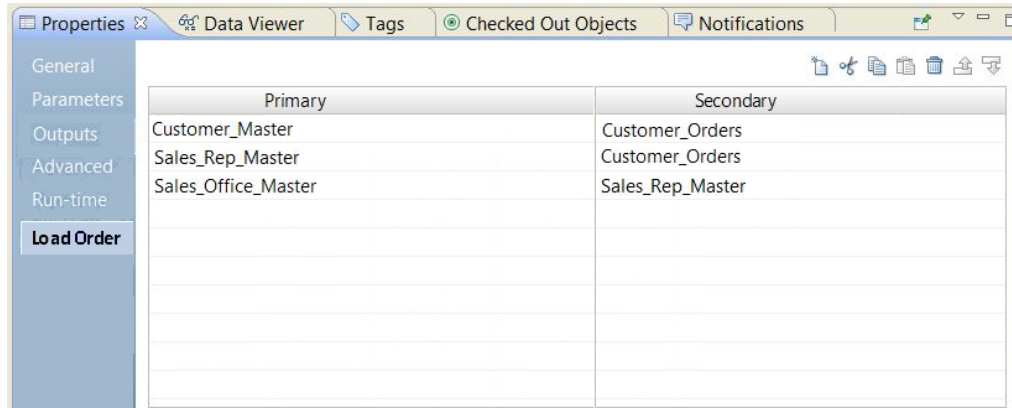 Properties Data Viewer Tags Checked Out Objects Notifications
General
Parameters
Outputs
Advanced
Run-time
Load Order
Primary Secondary
Customer_Master Customer_Orders
Sales_Rep_Master Customer_Orders
Sales_Office_Master Sales_Rep_Master